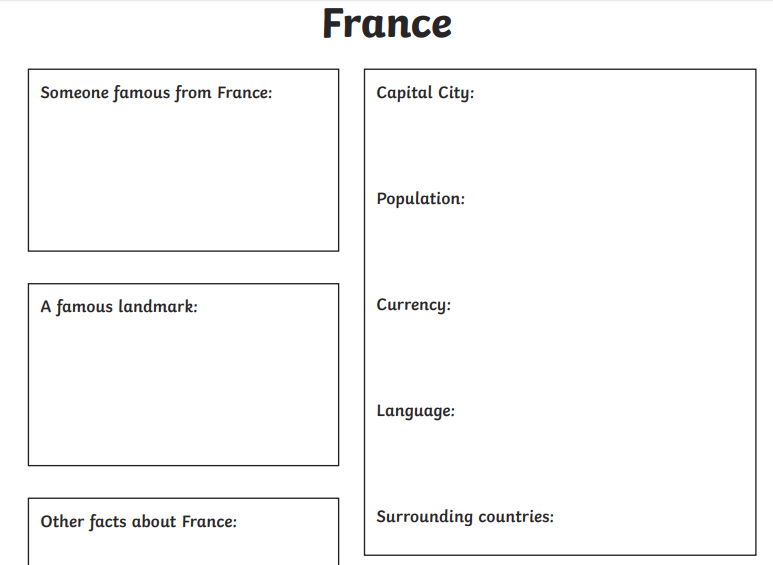 France
Someone famous from France:
A famous landmark:
Other facts about France:
Capital City:
Population:
Currency:
Language:
Surrounding countries: